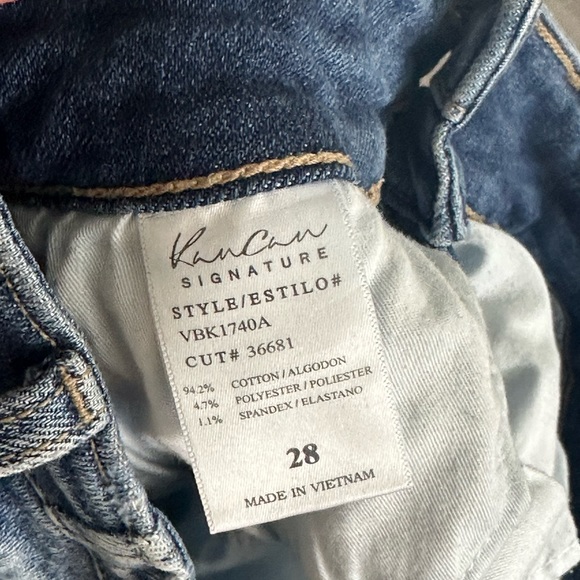 KanCan
SIGNATURE
STYLE/ESTILO#
VBK1740A
CUT# 36681
94.2% COTTON / ALGODON
4.7% POLYESTER / POLIESTER
1.1% SPANDEX / ELASTANO
28
MADE IN VIETNAM